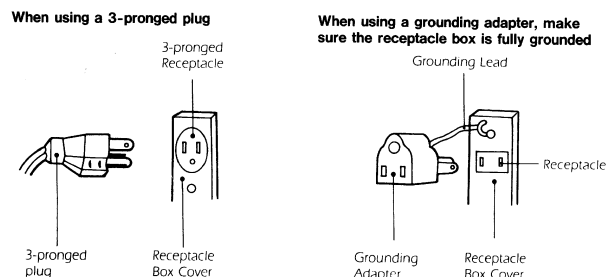 When using a 3-pronged plug
3-pronged
Receptacle
3-pronged
plug
Receptacle
Box Cover
When using a grounding adapter, make
sure the receptacle box is fully grounded
Grounding Lead
Receptacle
Grounding
Adapter
Receptacle
Box Cover